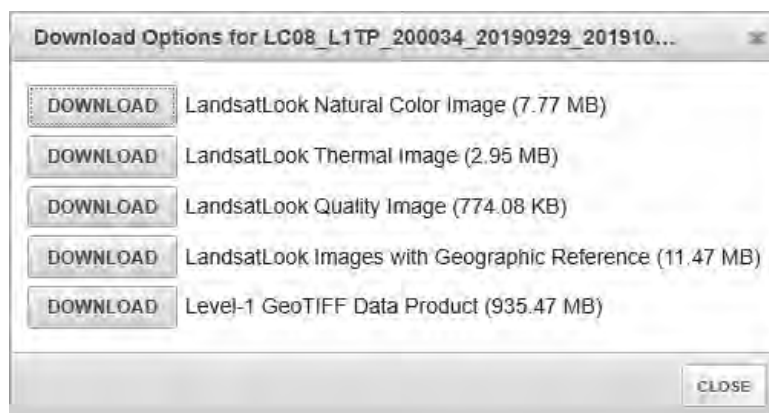 Download Options for LC08_L1TP_200034_20190929_201910...
DOWNLOAD LandsatLook Natural Color Image (7.77 MB)
DOWNLOAD LandsatLook Thermal Image (2.95 MB)
DOWNLOAD LandsatLook Quality Image (774.08 KB)
DOWNLOAD LandsatLook Images with Geographic Reference (11.47 MB)
DOWNLOAD Level-1 GeoTIFF Data Product (935.47 MB)
CLOSE